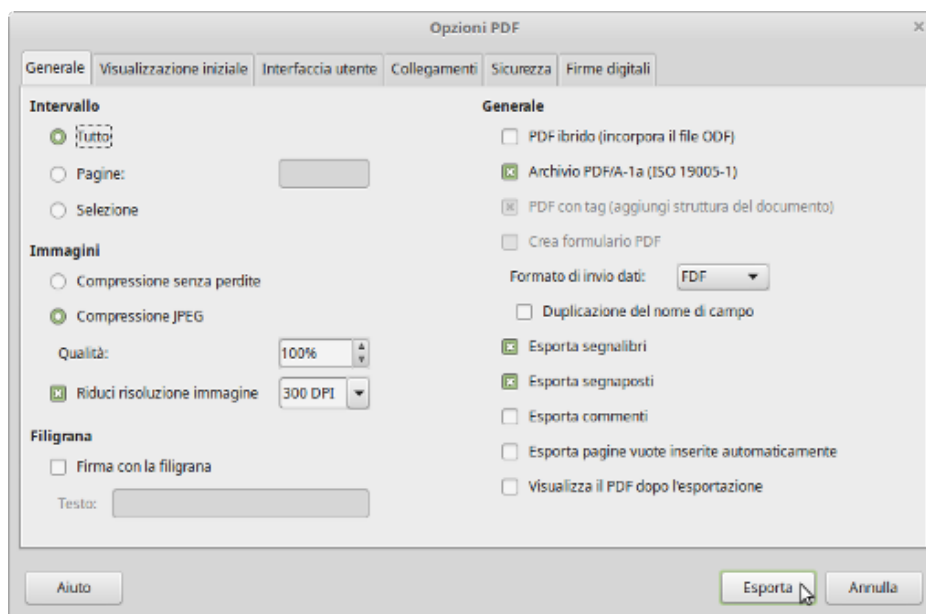 Opzioni PDF
Generale
Visualizzazione iniziale
Interfaccia utente
Collegamenti
Sicurezza
Firme digitali
Intervallo
Tutto
Pagine:
Selezione
Immagini
Compressione senza perdite
Compressione JPEG
Qualità: 100%
Riduci risoluzione immagine 300 DPI
Filigrana
Firma con la filigrana
Testo:
Generale
PDF ibrido (incorpora il file ODF)
Archivio PDF/A-1a (ISO 19005-1)
PDF con tag (aggiungi struttura del documento)
Crea formulario PDF
Formato di invio dati: FDF
Duplicazione del nome di campo
Esporta segnalibri
Esporta segnaposti
Esporta commenti
Esporta pagine vuote inserite automaticamente
Visualizza il PDF dopo l'esportazione
Aiuto
Esporta
Annulla